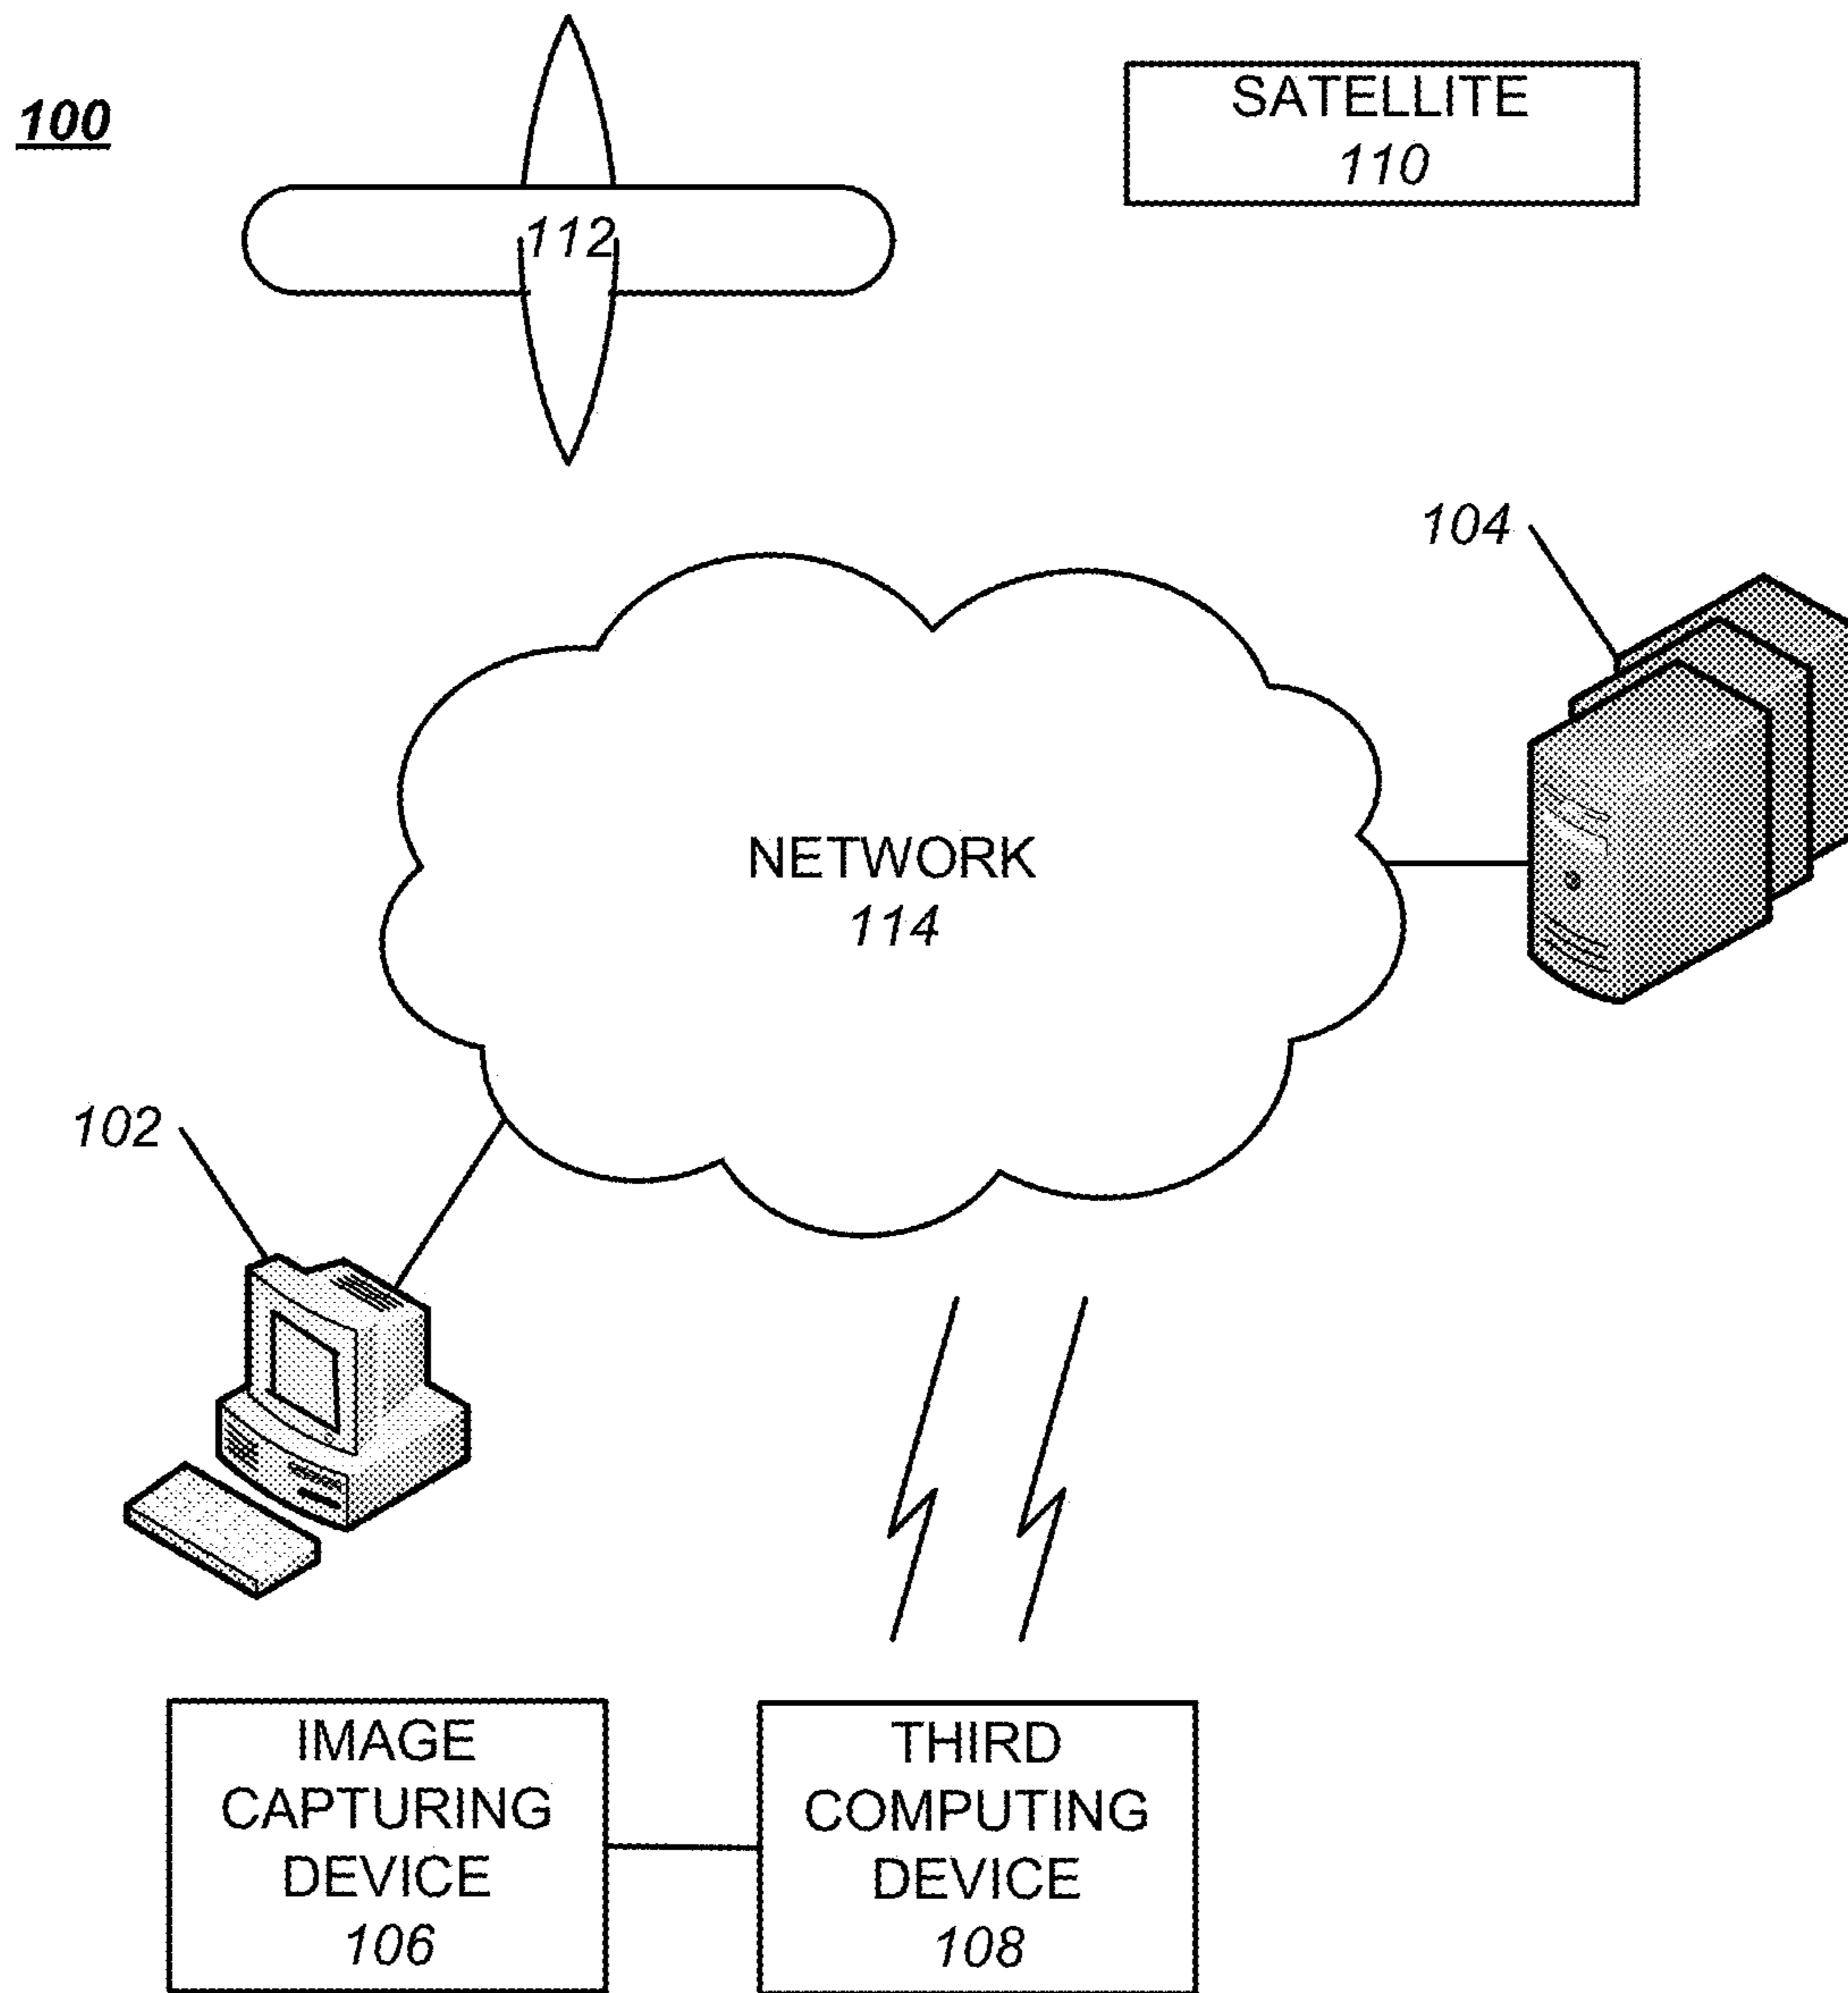 100
112
SATELLITE
110
104
NETWORK
114
102
IMAGE
CAPTURING
DEVICE
106
THIRD
COMPUTING
DEVICE
108